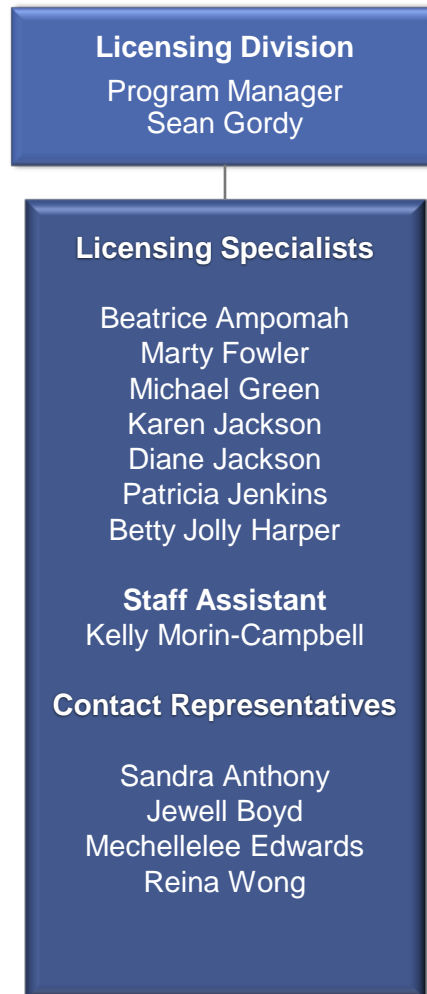 Licensing Division
Program Manager
Sean Gordy
Licensing Specialists
Beatrice Ampomah
Marty Fowler
Michael Green
Karen Jackson
Diane Jackson
Patricia Jenkins
Betty Jolly Harper
Staff Assistant
Kelly Morin-Campbell
Contact Representatives
Sandra Anthony
Jewell Boyd
Mechellelee Edwards
Reina Wong